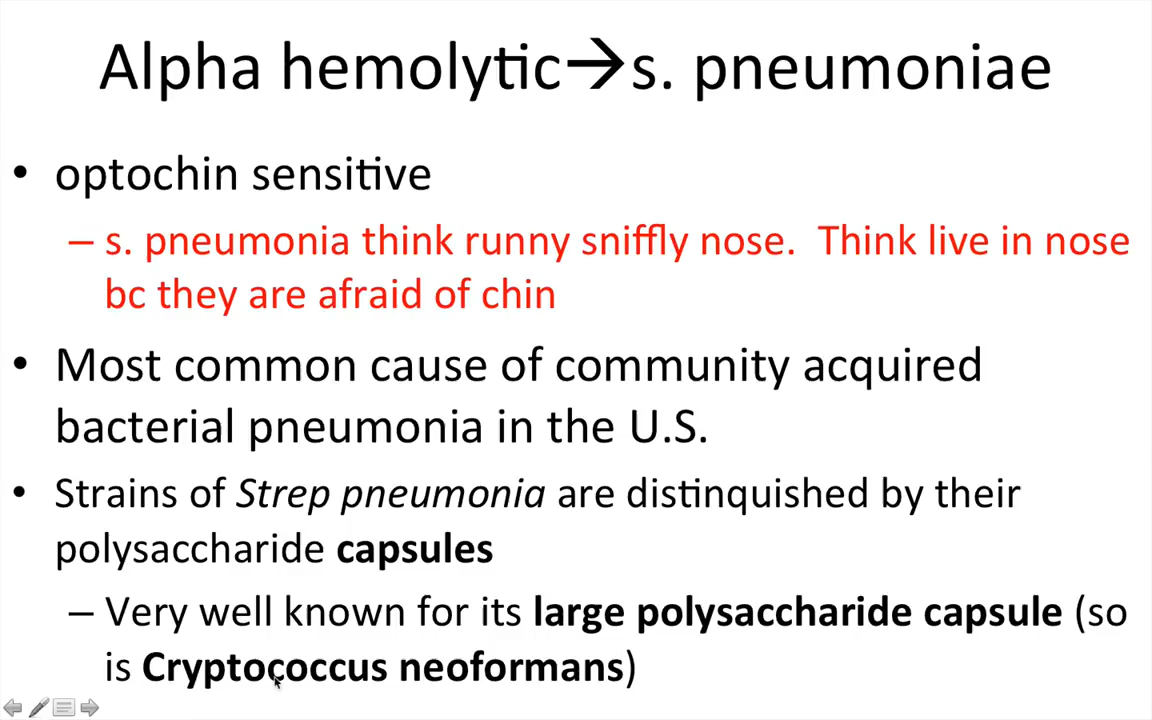 Alpha hemolytic→s. pneumoniae
• optochin sensitive
– s. pneumonia think runny sniffly nose.  Think live in nose
bc they are afraid of chin
• Most common cause of community acquired
bacterial pneumonia in the U.S.
• Strains of Strep pneumonia are distinquished by their
polysaccharide capsules
– Very well known for its large polysaccharide capsule (so
is Cryptococcus neoformans)